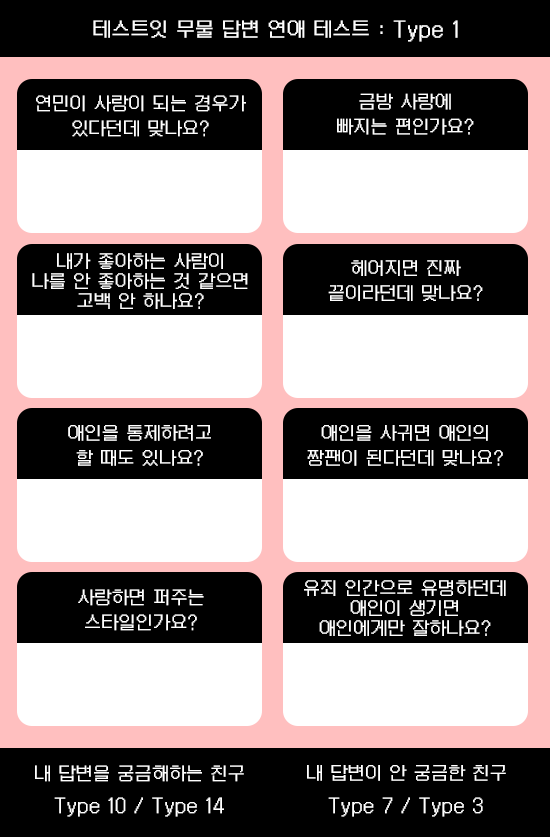 테스트잇 무물 답변 연애 테스트 : Type 1
연민이 사랑이 되는 경우가
있다던데 맞나요?
금방 사랑에
빠지는 편인가요?
내가 좋아하는 사람이
나를 안 좋아하는 것 같으면
고백 안 하나요?
헤어지면 진짜
끝이라던데 맞나요?
애인을 통제하려고
할 때도 있나요?
애인을 사귀면 애인의
짱팬이 된다던데 맞나요?
사랑하면 퍼주는
스타일인가요?
유죄 인간으로 유명하던데
애인이 생기면
애인에게만 잘하나요?
내 답변을 궁금해하는 친구
Type 10 / Type 14
내 답변이 안 궁금한 친구
Type 7 / Type 3